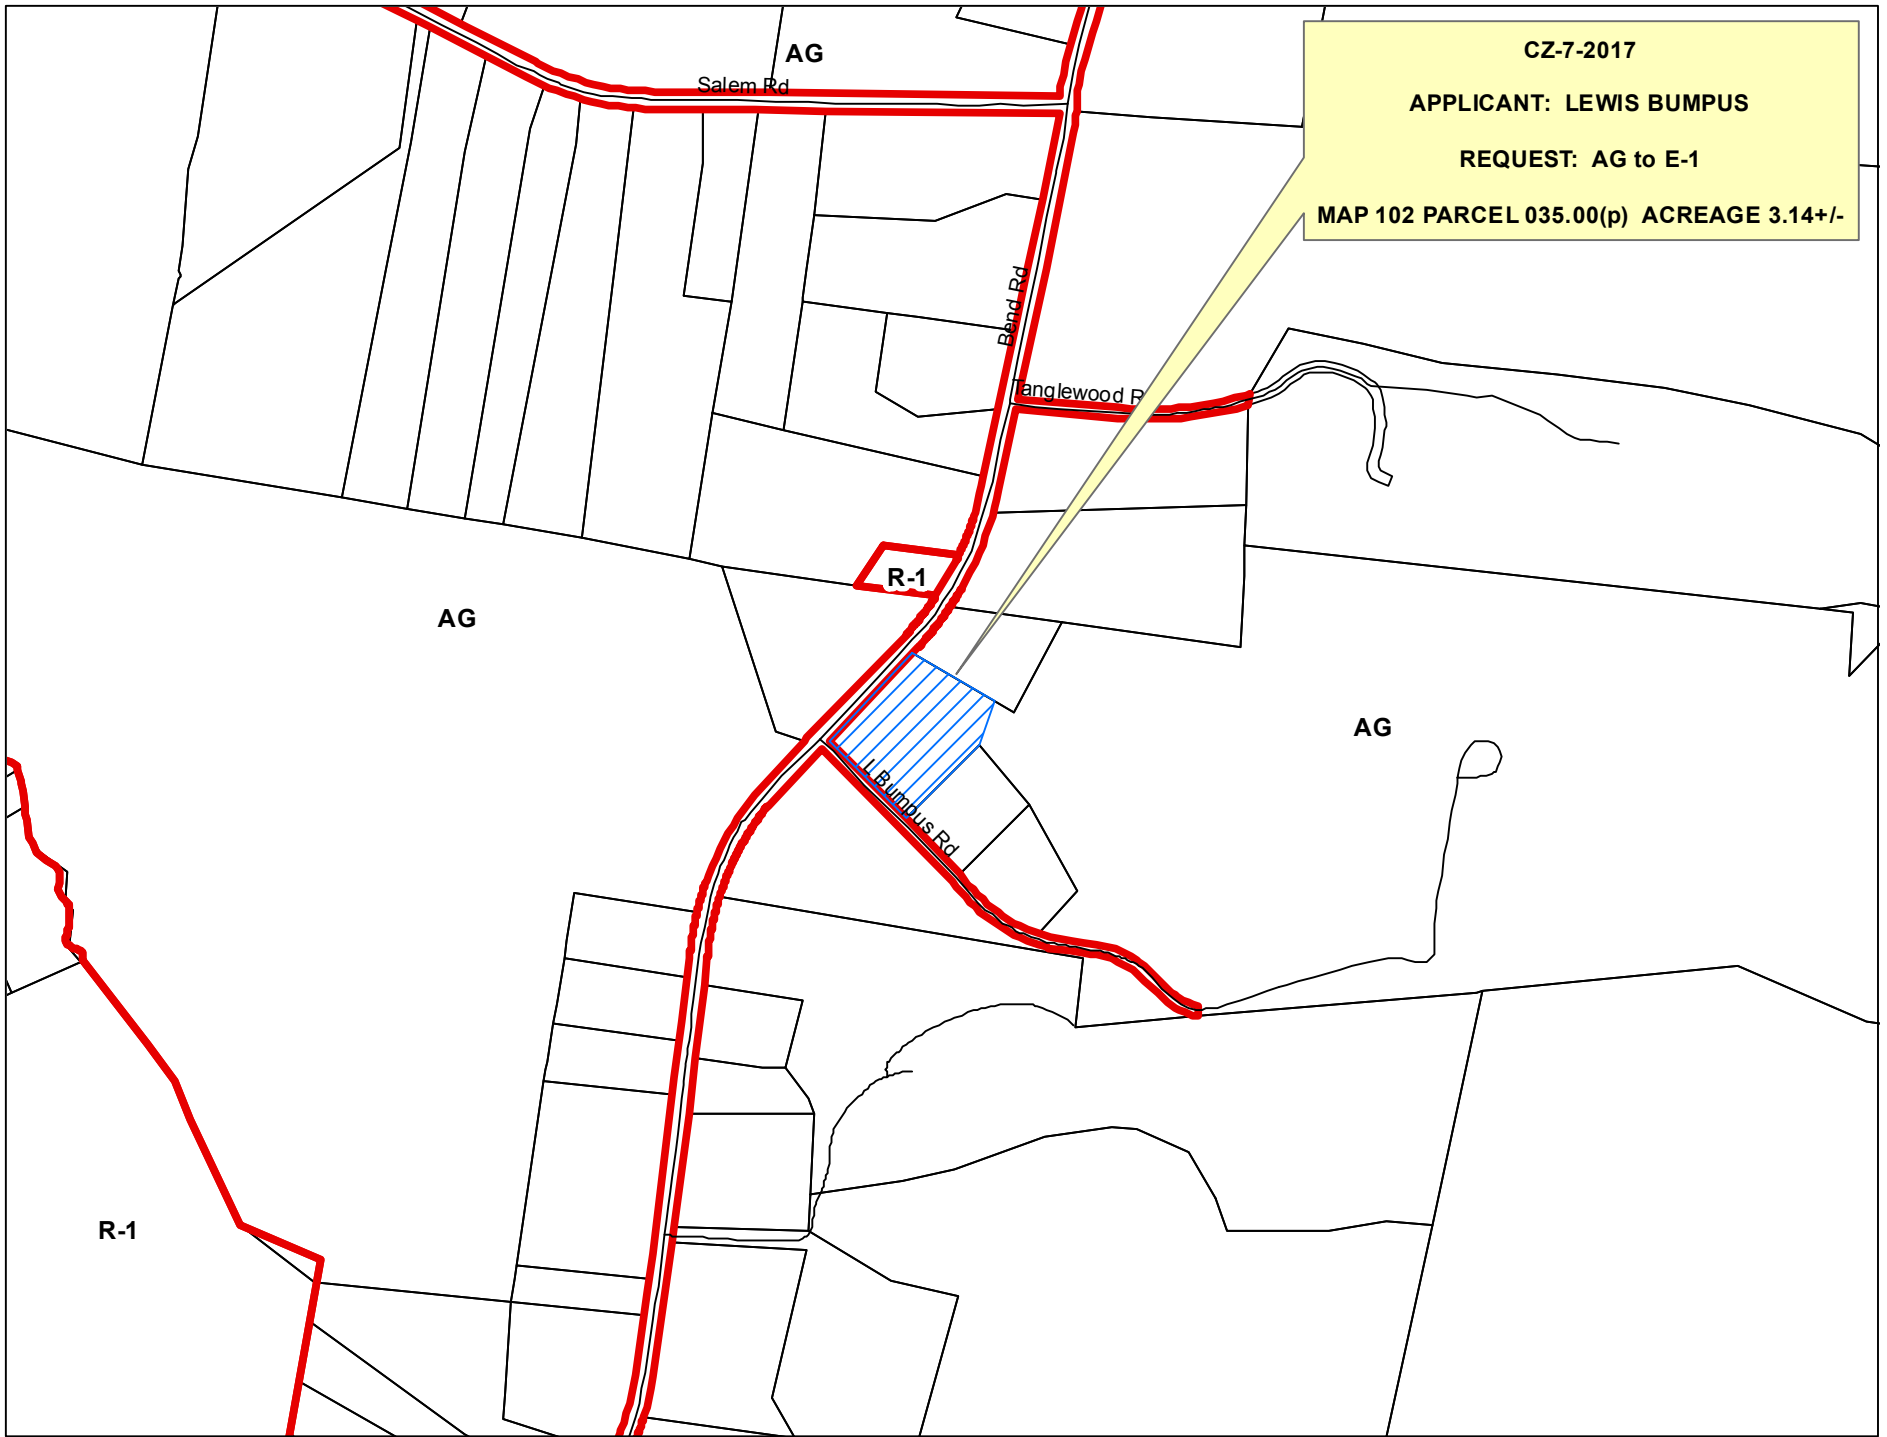 CZ-7-2017
APPLICANT: LEWIS BUMPUS
REQUEST: AG to E-1
MAP 102 PARCEL 035.00(p) ACREAGE 3.14+/-
AG
Salem Rd
Bend Rd
Tanglewood R
R-1
AG
AG
L Bumpus Rd
R-1